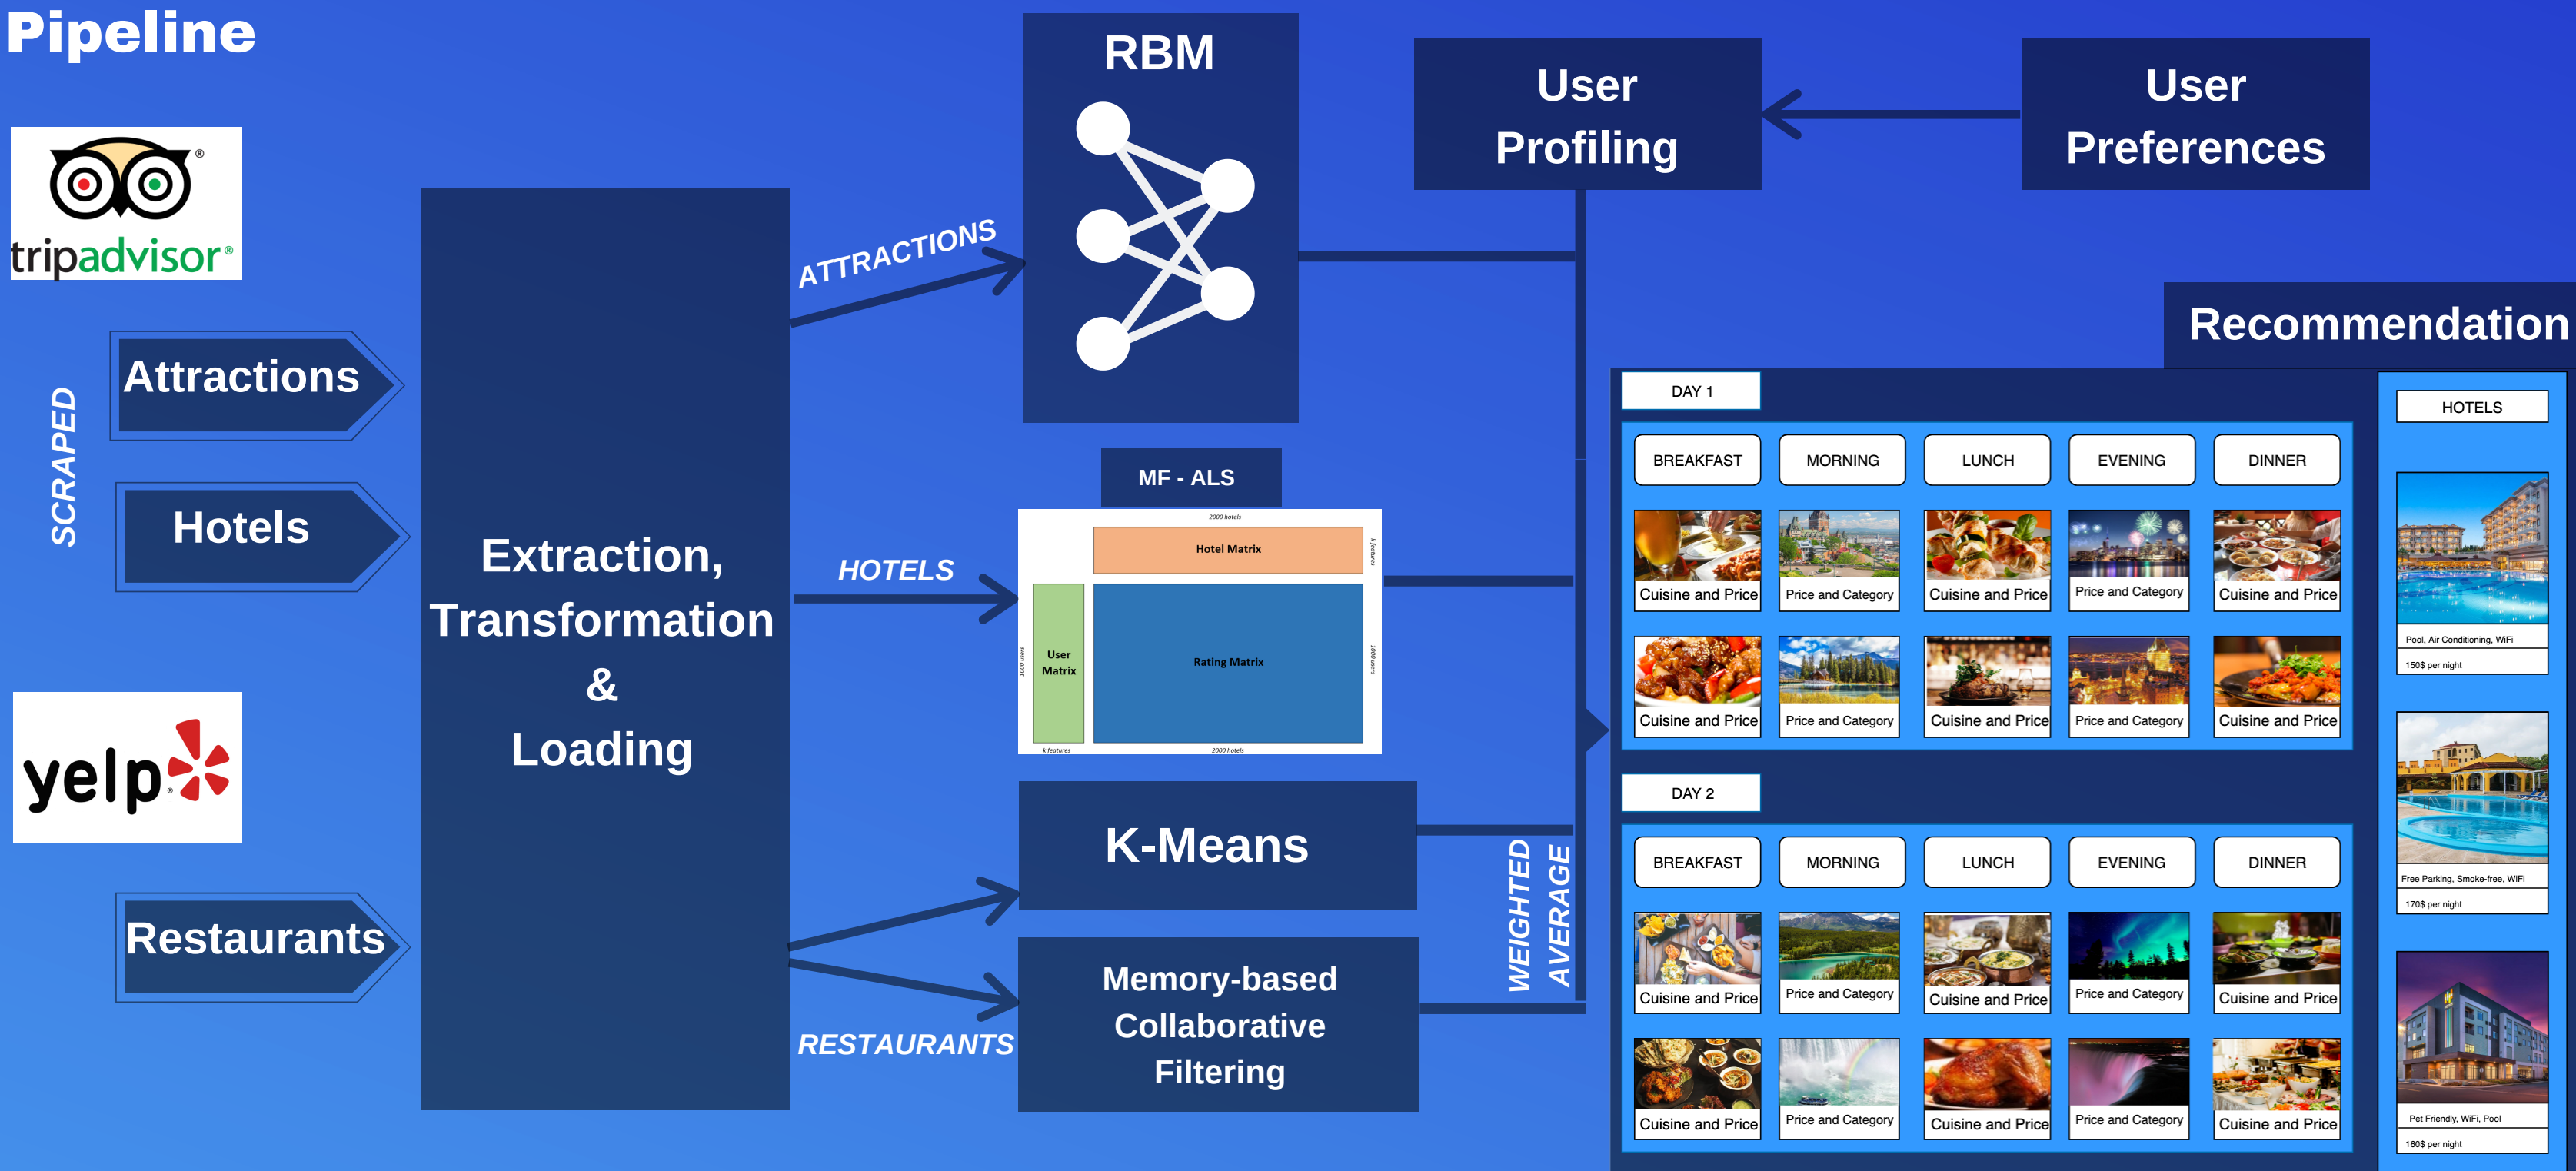 Pipeline
tripadvisor®
SCRAPED
Attractions
Hotels
yelp
Restaurants
Extraction,
Transformation
&
Loading
ATTRACTIONS
HOTELS
RESTAURANTS
RBM
MF - ALS
2000 hotels
Hotel Matrix
k features
User
Matrix
1000 users
Rating Matrix
1000 users
k features
2000 hotels
K-Means
Memory-based
Collaborative
Filtering
WEIGHTED
AVERAGE
User
Profiling
User
Preferences
Recommendation
DAY 1
BREAKFAST
MORNING
LUNCH
EVENING
DINNER
Cuisine and Price
Price and Category
Cuisine and Price
Price and Category
Cuisine and Price
Cuisine and Price
Price and Category
Cuisine and Price
Price and Category
Cuisine and Price
DAY 2
BREAKFAST
MORNING
LUNCH
EVENING
DINNER
Cuisine and Price
Price and Category
Cuisine and Price
Price and Category
Cuisine and Price
Cuisine and Price
Price and Category
Cuisine and Price
Price and Category
Cuisine and Price
HOTELS
Pool, Air Conditioning, WiFi
150$ per night
Free Parking, Smoke-free, WiFi
170$ per night
Pet Friendly, WiFi, Pool
160$ per night